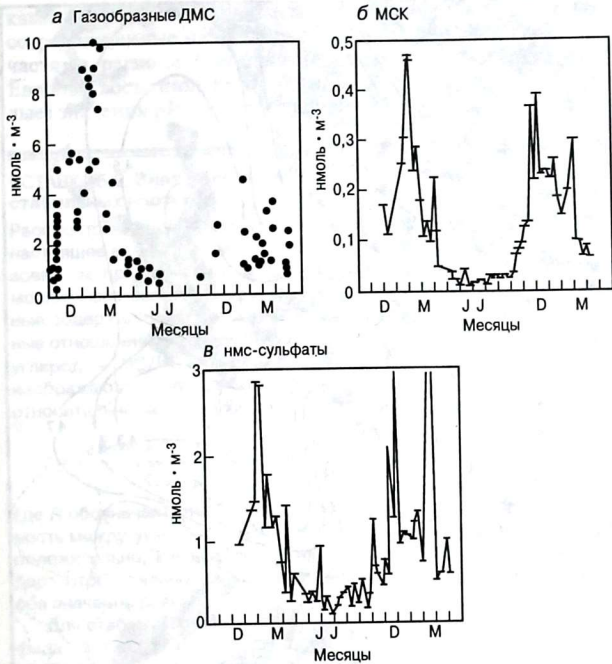 а Газообразные ДМС
нмоль · м⁻³
10
8
6
4
2
0
D M J J D M
Месяцы
б МСК
нмоль · м⁻³
0,5
0,4
0,3
0,2
0,1
0
D M J J D M
Месяцы
в нмс-сульфаты
нмоль · м⁻³
3
2
1
0
D M J J D M
Месяцы